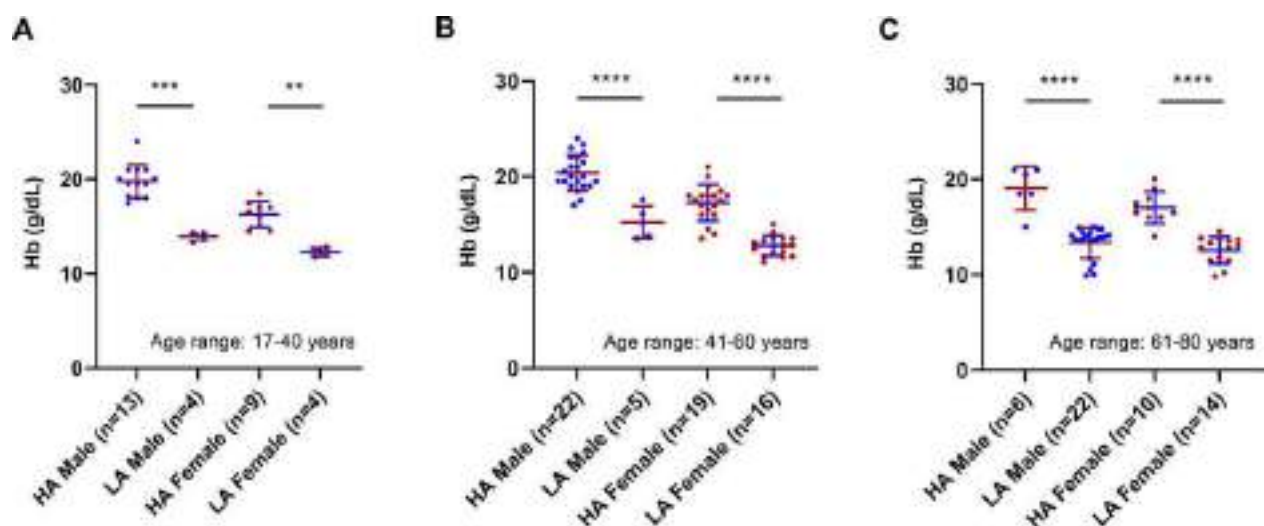 A
B
C
Hb (g/dL)
30
20
10
0
***
**
Age range: 17-40 years
HA Male (n=13)
LA Male (n=4)
HA Female (n=9)
LA Female (n=4)
Hb (g/dL)
30
20
10
0
****
****
Age range: 41-60 years
HA Male (n=22)
LA Male (n=5)
HA Female (n=19)
LA Female (n=16)
Hb (g/dL)
30
20
10
0
****
****
Age range: 61-80 years
HA Male (n=6)
LA Male (n=22)
HA Female (n=10)
LA Female (n=14)